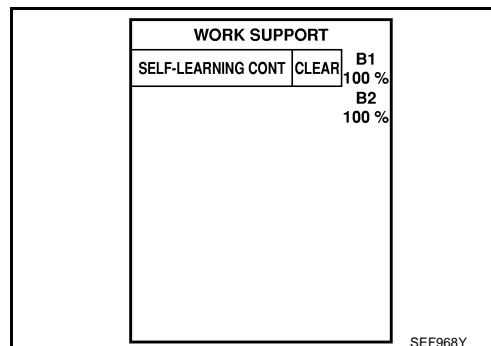 WORK SUPPORT
SELF-LEARNING CONT CLEAR B1
100 %
B2
100 %
SEF968Y